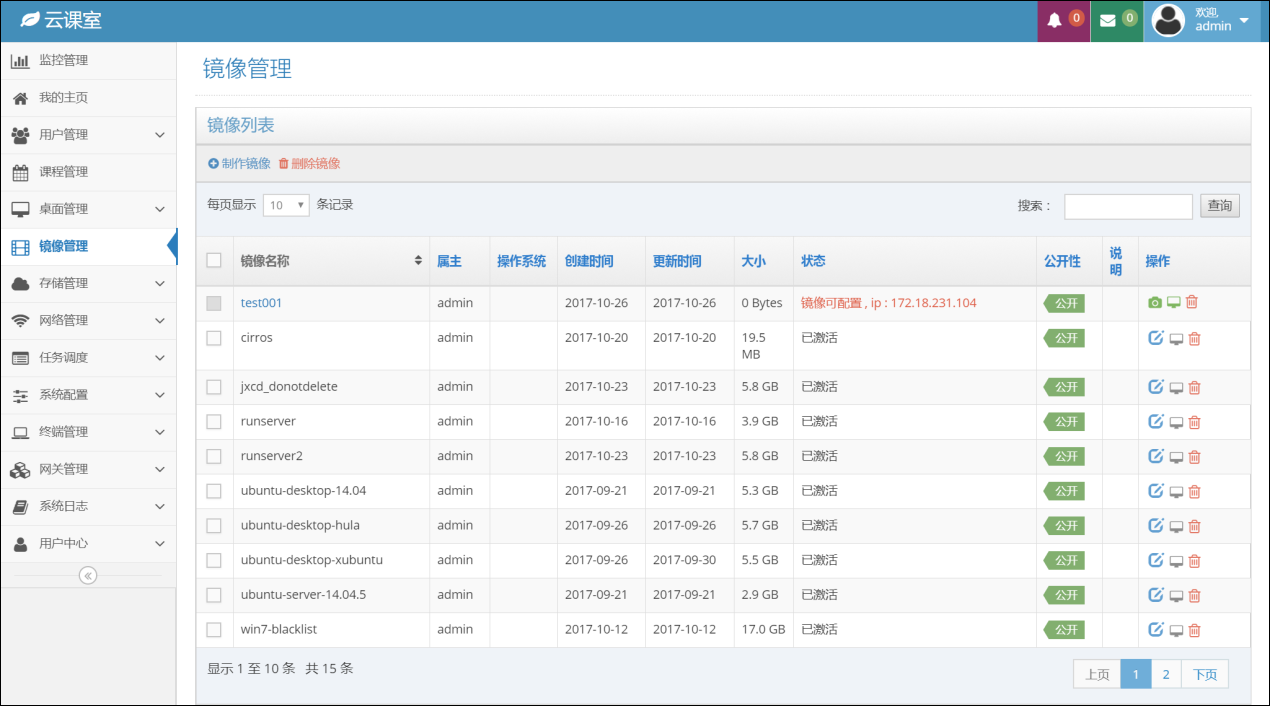 云课室
0
0
欢迎,
admin
监控管理
我的主页
用户管理
课程管理
桌面管理
镜像管理
存储管理
网络管理
任务调度
系统配置
终端管理
网关管理
系统日志
用户中心
镜像管理
镜像列表
制作镜像 删除镜像
每页显示 10 条记录 搜索： 查询
镜像名称 属主 操作系统 创建时间 更新时间 大小 状态 公开性 说明 操作
test001 admin 2017-10-26 2017-10-26 0 Bytes 镜像可配置 , ip : 172.18.231.104 公开
cirros admin 2017-10-20 2017-10-20 19.5 MB 已激活 公开
jxcd_donotdelete admin 2017-10-23 2017-10-23 5.8 GB 已激活 公开
runserver admin 2017-10-16 2017-10-16 3.9 GB 已激活 公开
runserver2 admin 2017-10-23 2017-10-23 5.8 GB 已激活 公开
ubuntu-desktop-14.04 admin 2017-09-21 2017-09-21 5.3 GB 已激活 公开
ubuntu-desktop-hula admin 2017-09-26 2017-09-26 5.7 GB 已激活 公开
ubuntu-desktop-xubuntu admin 2017-09-26 2017-09-30 5.5 GB 已激活 公开
ubuntu-server-14.04.5 admin 2017-09-21 2017-09-21 2.9 GB 已激活 公开
win7-blacklist admin 2017-10-12 2017-10-12 17.0 GB 已激活 公开
显示 1 至 10 条 共 15 条 上页 1 2 下页